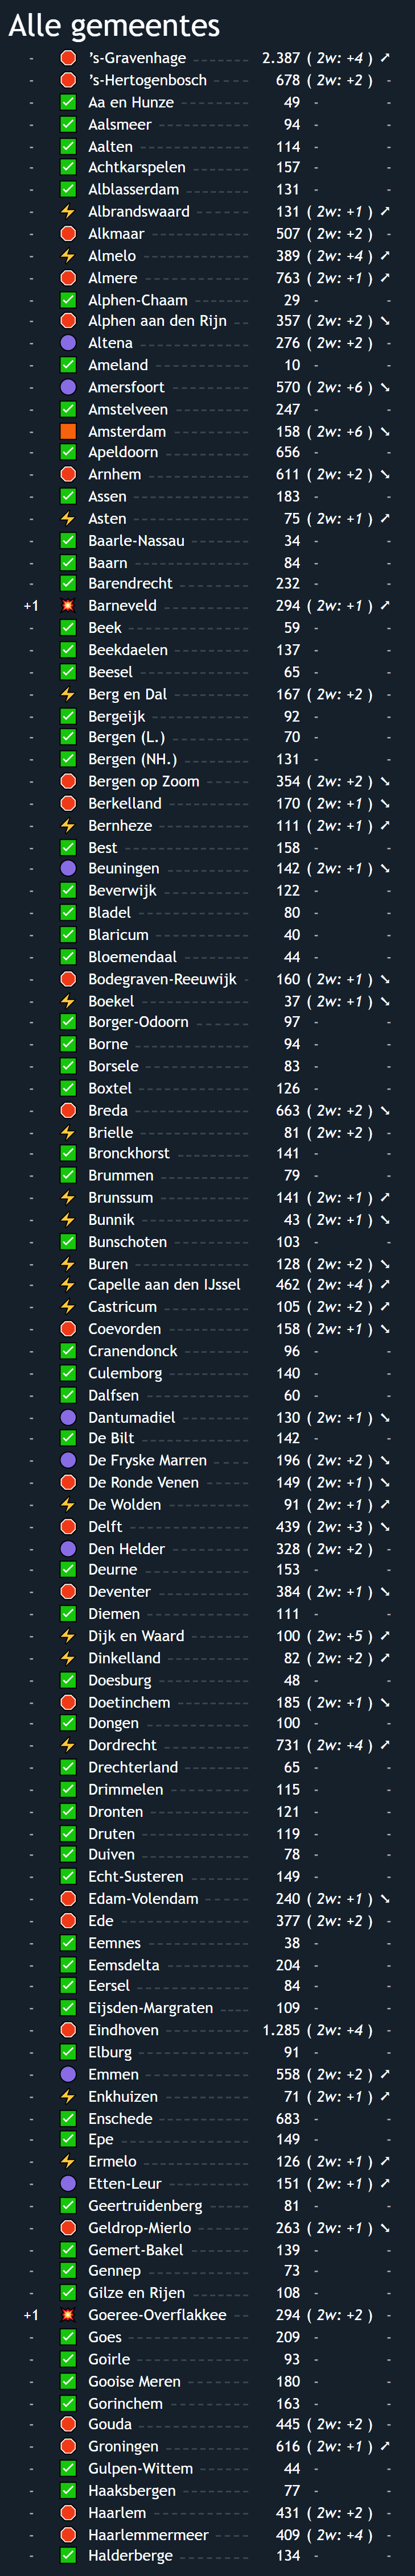 Alle gemeentes
- 's-Gravenhage 2.387 ( 2w: +4 ) ↗
- 's-Hertogenbosch 678 ( 2w: +2 ) -
- Aa en Hunze 49 - -
- Aalsmeer 94 - -
- Aalten 114 - -
- Achtkarspelen 157 - -
- Alblasserdam 131 - -
- Albrandswaard 131 ( 2w: +1 ) ↗
- Alkmaar 507 ( 2w: +2 ) -
- Almelo 389 ( 2w: +4 ) ↗
- Almere 763 ( 2w: +1 ) ↗
- Alphen-Chaam 29 - -
- Alphen aan den Rijn 357 ( 2w: +2 ) ↘
- Altena 276 ( 2w: +2 ) -
- Ameland 10 - -
- Amersfoort 570 ( 2w: +6 ) ↘
- Amstelveen 247 - -
- Amsterdam 158 ( 2w: +6 ) ↘
- Apeldoorn 656 - -
- Arnhem 611 ( 2w: +2 ) ↘
- Assen 183 - -
- Asten 75 ( 2w: +1 ) ↗
- Baarle-Nassau 34 - -
- Baarn 84 - -
- Barendrecht 232 - -
+1 Barneveld 294 ( 2w: +1 ) ↗
- Beek 59 - -
- Beekdaelen 137 - -
- Beesel 65 - -
- Berg en Dal 167 ( 2w: +2 ) -
- Bergeijk 92 - -
- Bergen (L.) 70 - -
- Bergen (NH.) 131 - -
- Bergen op Zoom 354 ( 2w: +2 ) ↘
- Berkelland 170 ( 2w: +1 ) ↘
- Bernheze 111 ( 2w: +1 ) ↗
- Best 158 - -
- Beuningen 142 ( 2w: +1 ) ↘
- Beverwijk 122 - -
- Bladel 80 - -
- Blaricum 40 - -
- Bloemendaal 44 - -
- Bodegraven-Reeuwijk 160 ( 2w: +1 ) ↘
- Boekel 37 ( 2w: +1 ) ↘
- Borger-Odoorn 97 - -
- Borne 94 - -
- Borsele 83 - -
- Boxtel 126 - -
- Breda 663 ( 2w: +2 ) ↘
- Brielle 81 ( 2w: +2 ) -
- Bronckhorst 141 - -
- Brummen 79 - -
- Brunssum 141 ( 2w: +1 ) ↗
- Bunnik 43 ( 2w: +1 ) ↘
- Bunschoten 103 - -
- Buren 128 ( 2w: +2 ) ↘
- Capelle aan den IJssel 462 ( 2w: +4 ) ↗
- Castricum 105 ( 2w: +2 ) ↗
- Coevorden 158 ( 2w: +1 ) ↘
- Cranendonck 96 - -
- Culemborg 140 - -
- Dalfsen 60 - -
- Dantumadiel 130 ( 2w: +1 ) ↘
- De Bilt 142 - -
- De Fryske Marren 196 ( 2w: +2 ) ↘
- De Ronde Venen 149 ( 2w: +1 ) ↘
- De Wolden 91 ( 2w: +1 ) ↗
- Delft 439 ( 2w: +3 ) ↘
- Den Helder 328 ( 2w: +2 ) -
- Deurne 153 - -
- Deventer 384 ( 2w: +1 ) ↘
- Diemen 111 - -
- Dijk en Waard 100 ( 2w: +5 ) ↗
- Dinkelland 82 ( 2w: +2 ) ↗
- Doesburg 48 - -
- Doetinchem 185 ( 2w: +1 ) ↘
- Dongen 100 - -
- Dordrecht 731 ( 2w: +4 ) ↗
- Drechterland 65 - -
- Drimmelen 115 - -
- Dronten 121 - -
- Druten 119 - -
- Duiven 78 - -
- Echt-Susteren 149 - -
- Edam-Volendam 240 ( 2w: +1 ) ↘
- Ede 377 ( 2w: +2 ) -
- Eemnes 38 - -
- Eemsdelta 204 - -
- Eersel 84 - -
- Eijsden-Margraten 109 - -
- Eindhoven 1.285 ( 2w: +4 ) -
- Elburg 91 - -
- Emmen 558 ( 2w: +2 ) ↗
- Enkhuizen 71 ( 2w: +1 ) ↗
- Enschede 683 - -
- Epe 149 - -
- Ermelo 126 ( 2w: +1 ) ↗
- Etten-Leur 151 ( 2w: +1 ) ↗
- Geertruidenberg 81 - -
- Geldrop-Mierlo 263 ( 2w: +1 ) ↘
- Gemert-Bakel 139 - -
- Gennep 73 - -
- Gilze en Rijen 108 - -
+1 Goeree-Overflakkee 294 ( 2w: +2 ) -
- Goes 209 - -
- Goirle 93 - -
- Gooise Meren 180 - -
- Gorinchem 163 - -
- Gouda 445 ( 2w: +2 ) -
- Groningen 616 ( 2w: +1 ) ↗
- Gulpen-Wittem 44 - -
- Haaksbergen 77 - -
- Haarlem 431 ( 2w: +2 ) -
- Haarlemmermeer 409 ( 2w: +4 ) -
- Halderberge 134 - -